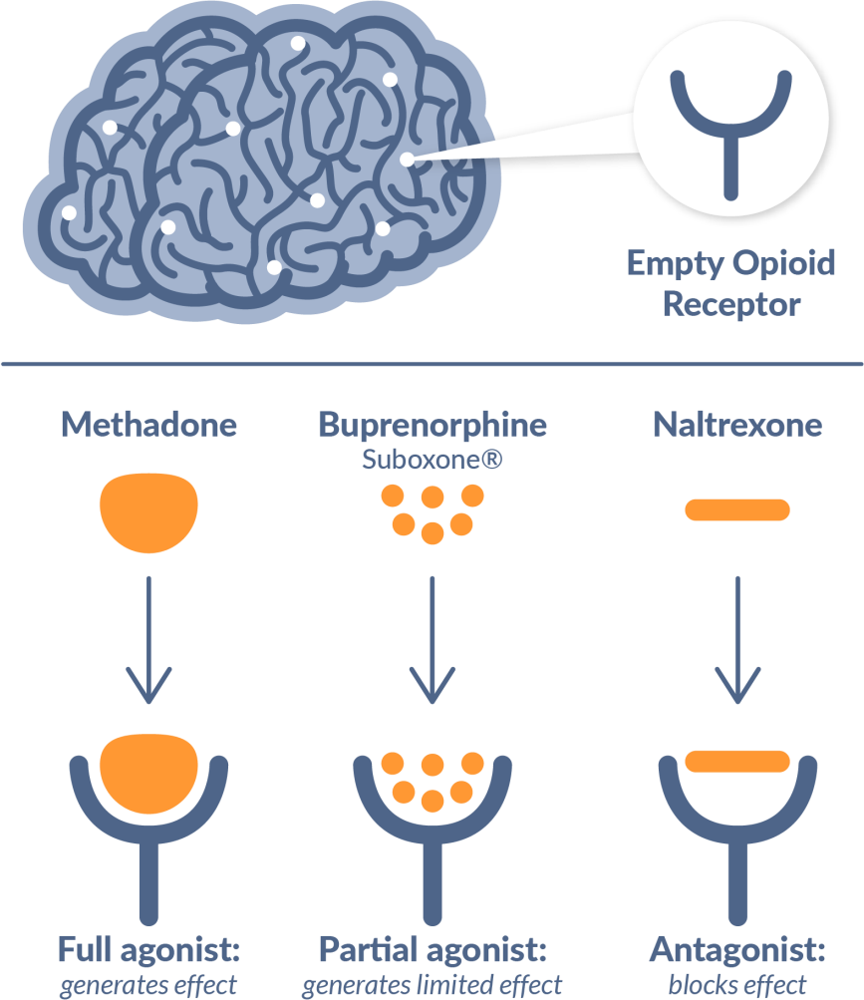 Empty Opioid
Receptor
Methadone
Buprenorphine
Suboxone®
Naltrexone
Full agonist:
generates effect
Partial agonist:
generates limited effect
Antagonist:
blocks effect